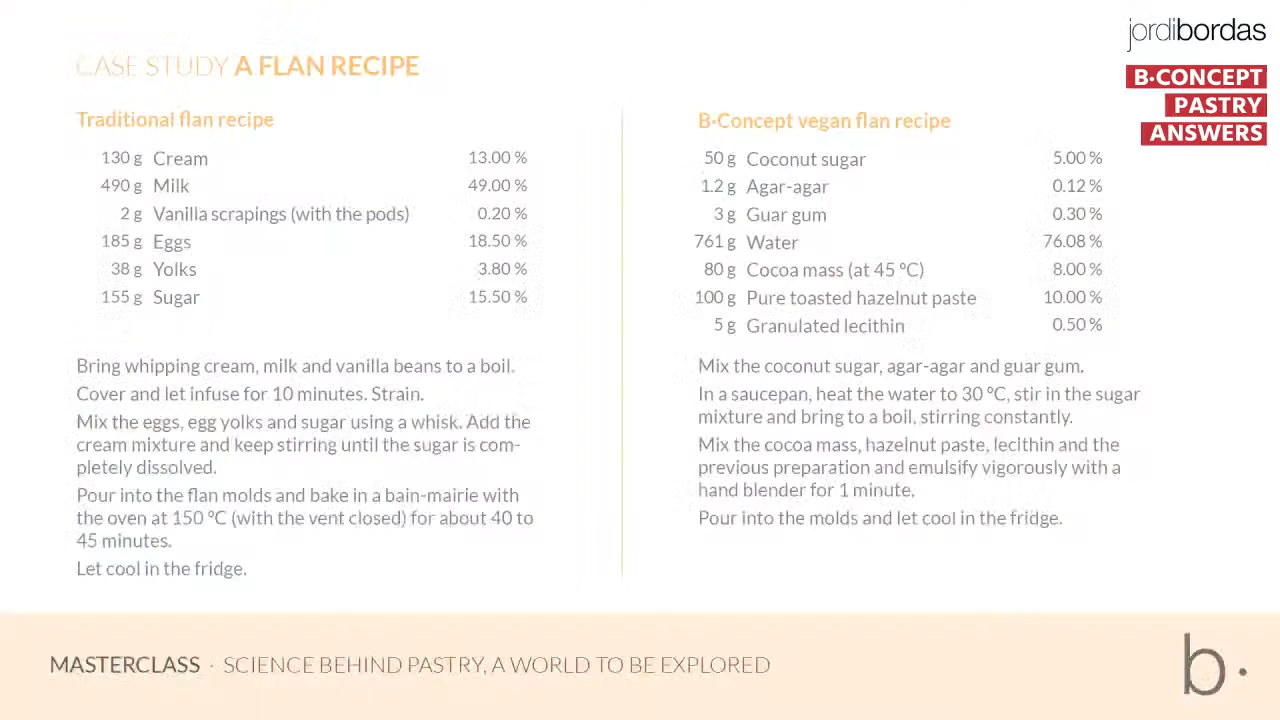 jordibordas
B·CONCEPT
PASTRY
ANSWERS
CASE STUDY A FLAN RECIPE
Traditional flan recipe
130 g Cream 13.00 %
490 g Milk 49.00 %
2 g Vanilla scrapings (with the pods) 0.20 %
185 g Eggs 18.50 %
38 g Yolks 3.80 %
155 g Sugar 15.50 %
Bring whipping cream, milk and vanilla beans to a boil.
Cover and let infuse for 10 minutes. Strain.
Mix the eggs, egg yolks and sugar using a whisk. Add the
cream mixture and keep stirring until the sugar is com-
pletely dissolved.
Pour into the flan molds and bake in a bain-mairie with
the oven at 150 ºC (with the vent closed) for about 40 to
45 minutes.
Let cool in the fridge.
B·Concept vegan flan recipe
50 g Coconut sugar 5.00 %
1.2 g Agar-agar 0.12 %
3 g Guar gum 0.30 %
761 g Water 76.08 %
80 g Cocoa mass (at 45 ºC) 8.00 %
100 g Pure toasted hazelnut paste 10.00 %
5 g Granulated lecithin 0.50 %
Mix the coconut sugar, agar-agar and guar gum.
In a saucepan, heat the water to 30 ºC, stir in the sugar
mixture and bring to a boil, stirring constantly.
Mix the cocoa mass, hazelnut paste, lecithin and the
previous preparation and emulsify vigorously with a
hand blender for 1 minute.
Pour into the molds and let cool in the fridge.
MASTERCLASS · SCIENCE BEHIND PASTRY, A WORLD TO BE EXPLORED
b·